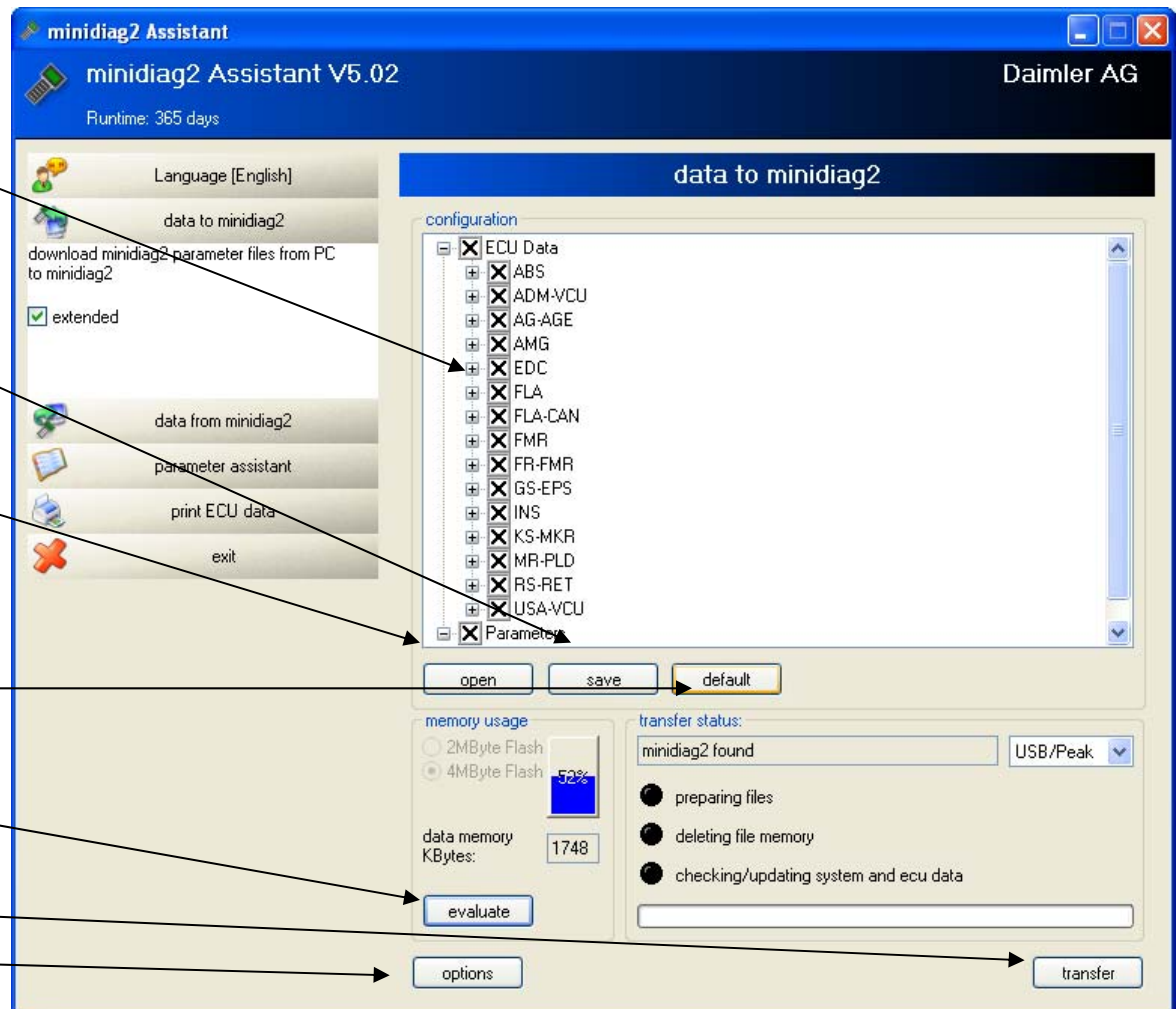 minidiag2 Assistant
minidiag2 Assistant V5.02
Daimler AG
Runtime: 365 days
Language [English]
data to minidiag2
download minidiag2 parameter files from PC
to minidiag2
extended
data from minidiag2
parameter assistant
print ECU data
exit
data to minidiag2
configuration
ECU Data
ABS
ADM-VCU
AG-AGE
AMG
EDC
FLA
FLA-CAN
FMR
FR-FMR
GS-EPS
INS
KS-MKR
MR-PLD
RS-RET
USA-VCU
Parameters
open
save
default
memory usage
2MByte Flash
4MByte Flash
52%
data memory
KBytes:
1748
evaluate
transfer status:
minidiag2 found
USB/Peak
preparing files
deleting file memory
checking/updating system and ecu data
options
transfer